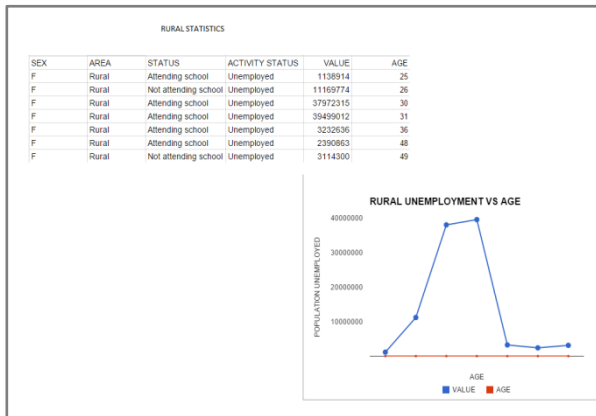 RURAL STATISTICS
SEX AREA STATUS ACTIVITY STATUS VALUE AGE
F Rural Attending school Unemployed 1138914 25
F Rural Not attending school Unemployed 11169774 26
F Rural Attending school Unemployed 37972315 30
F Rural Attending school Unemployed 39499012 31
F Rural Attending school Unemployed 3232636 36
F Rural Attending school Unemployed 2390863 48
F Rural Not attending school Unemployed 3114300 49
RURAL UNEMPLOYMENT VS AGE
POPULATION UNEMPLOYED
40000000
30000000
20000000
10000000
AGE
VALUE AGE